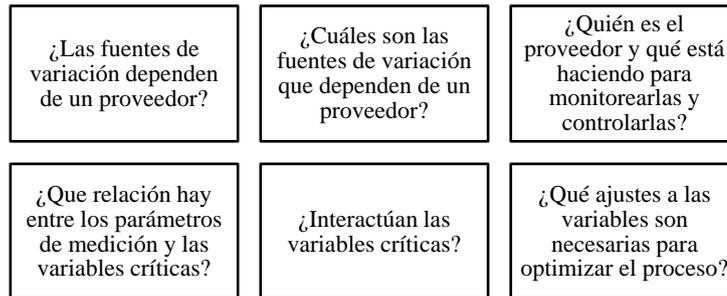 ¿Las fuentes de
variación dependen
de un proveedor?
¿Cuáles son las
fuentes de variación
que dependen de un
proveedor?
¿Quién es el
proveedor y qué está
haciendo para
monitorearlas y
controlarlas?
¿Que relación hay
entre los parámetros
de medición y las
variables críticas?
¿Interactúan las
variables críticas?
¿Qué ajustes a las
variables son
necesarias para
optimizar el proceso?